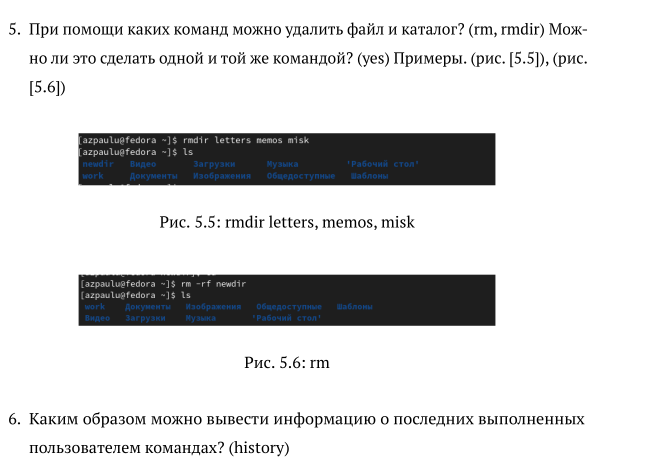 5. При помощи каких команд можно удалить файл и каталог? (rm, rmdir) Мож-
но ли это сделать одной и той же командой? (yes) Примеры. (рис. [5.5]), (рис.
[5.6])
[azpaulu@fedora ~]$ rmdir letters memos misk
[azpaulu@fedora ~]$ ls
newdir Видео Загрузки Музыка 'Рабочий стол'
work Документы Изображения Общедоступные Шаблоны
Рис. 5.5: rmdir letters, memos, misk
[azpaulu@fedora ~]$ rm -rf newdir
[azpaulu@fedora ~]$ ls
work Документы Изображения Общедоступные Шаблоны
Видео Загрузки Музыка 'Рабочий стол'
Рис. 5.6: rm
6. Каким образом можно вывести информацию о последних выполненных
пользователем командах? (history)